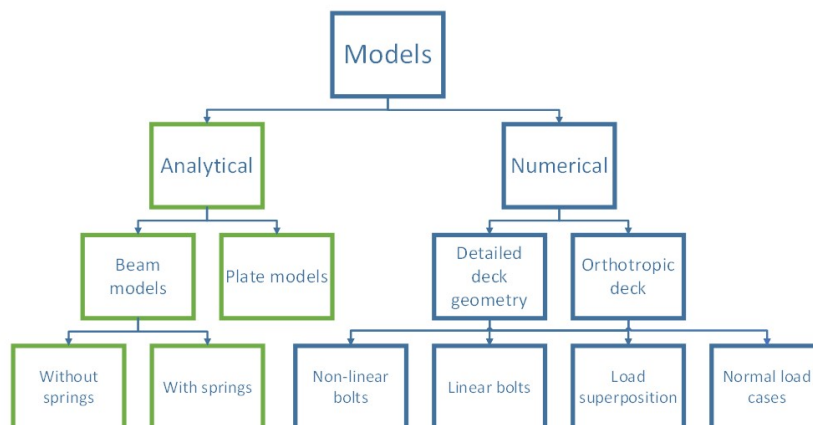 Models
Analytical
Numerical
Beam
models
Plate models
Detailed
deck
geometry
Orthotropic
deck
Without
springs
With springs
Non-linear
bolts
Linear bolts
Load
superposition
Normal load
cases